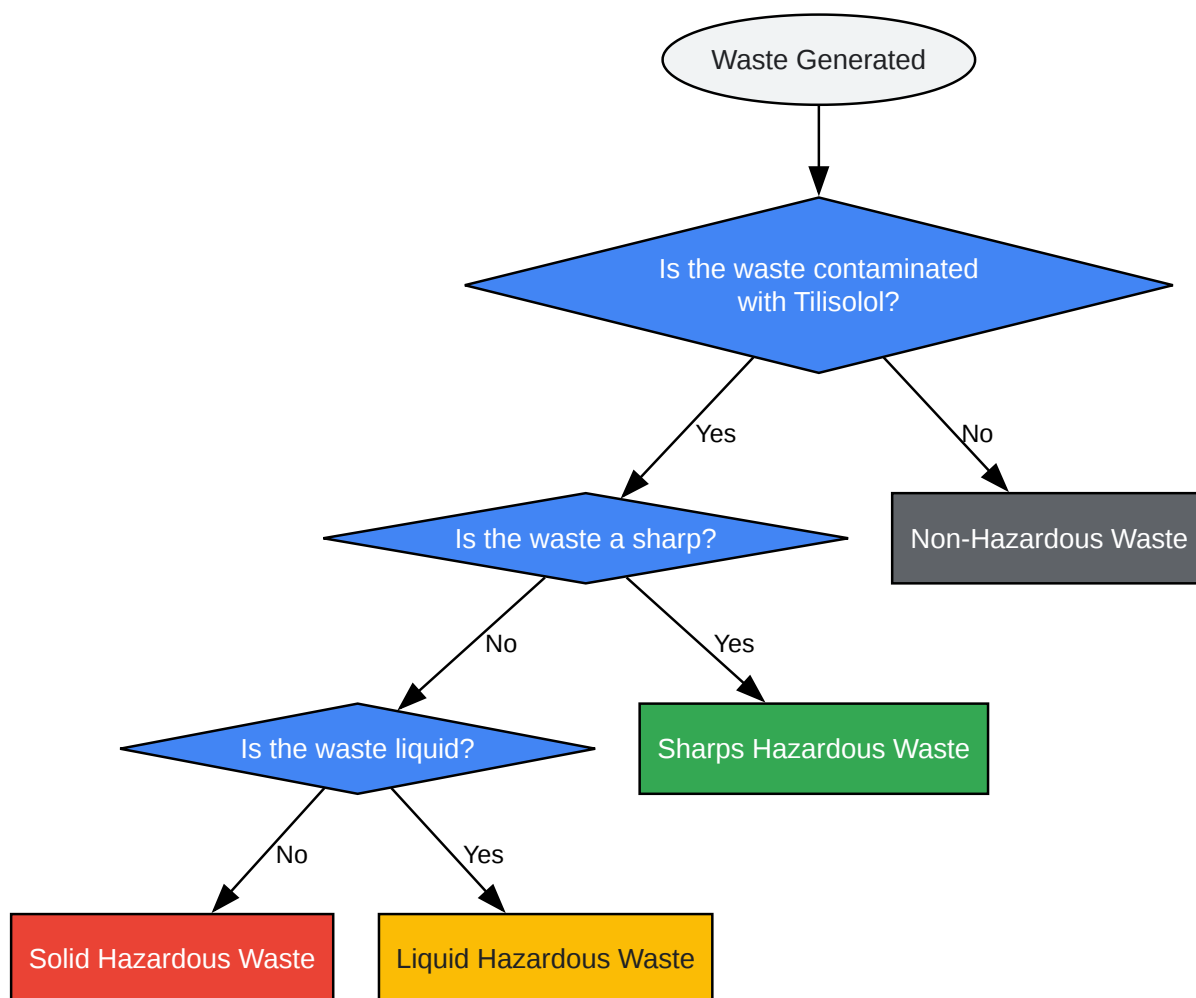 Waste Generated
Is the waste contaminated
with Tilisolol?
Yes
No
Is the waste a sharp?
Non-Hazardous Waste
No
Yes
Is the waste liquid?
Sharps Hazardous Waste
No
Yes
Solid Hazardous Waste
Liquid Hazardous Waste